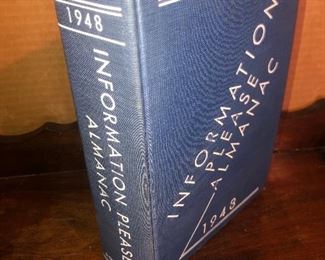 1948
INFORMATION PLEASE
ALMANAC
INFORMATION
PLEASE
ALMANAC
1948